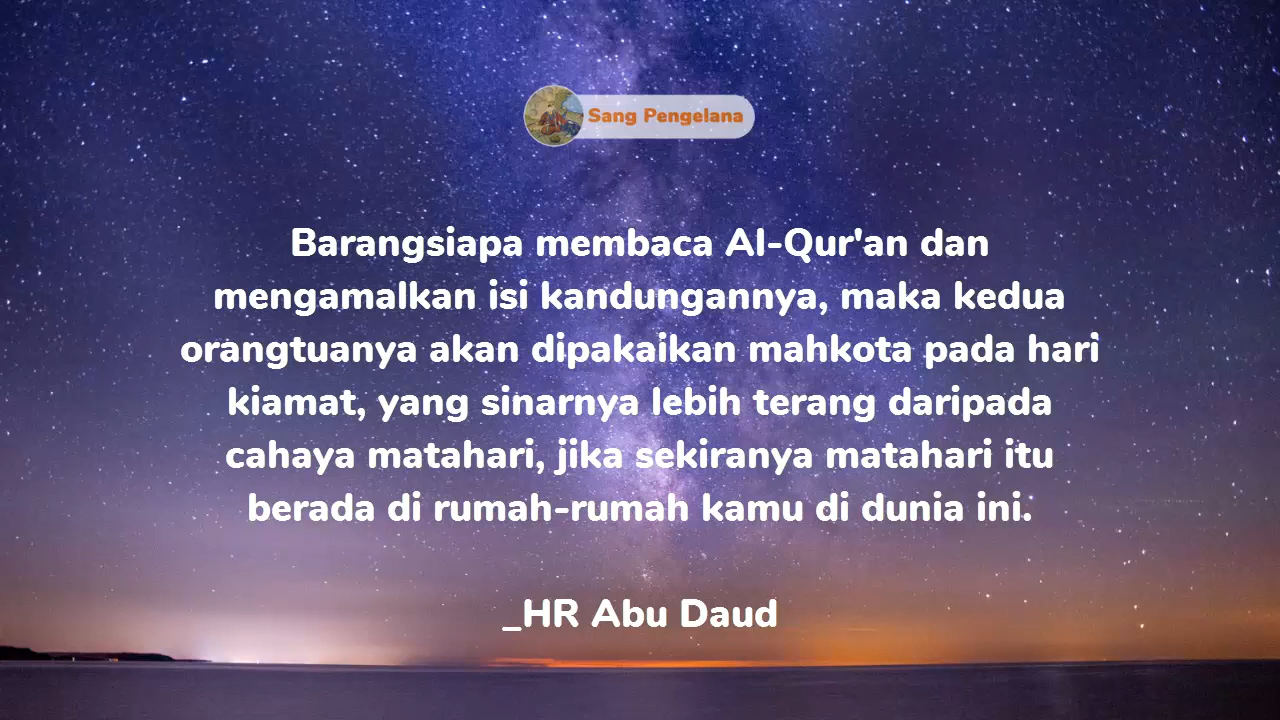 Sang Pengelana
Barangsiapa membaca Al-Qur'an dan
mengamalkan isi kandungannya, maka kedua
orangtuanya akan dipakaikan mahkota pada hari
kiamat, yang sinarnya lebih terang daripada
cahaya matahari, jika sekiranya matahari itu
berada di rumah-rumah kamu di dunia ini.
_HR Abu Daud